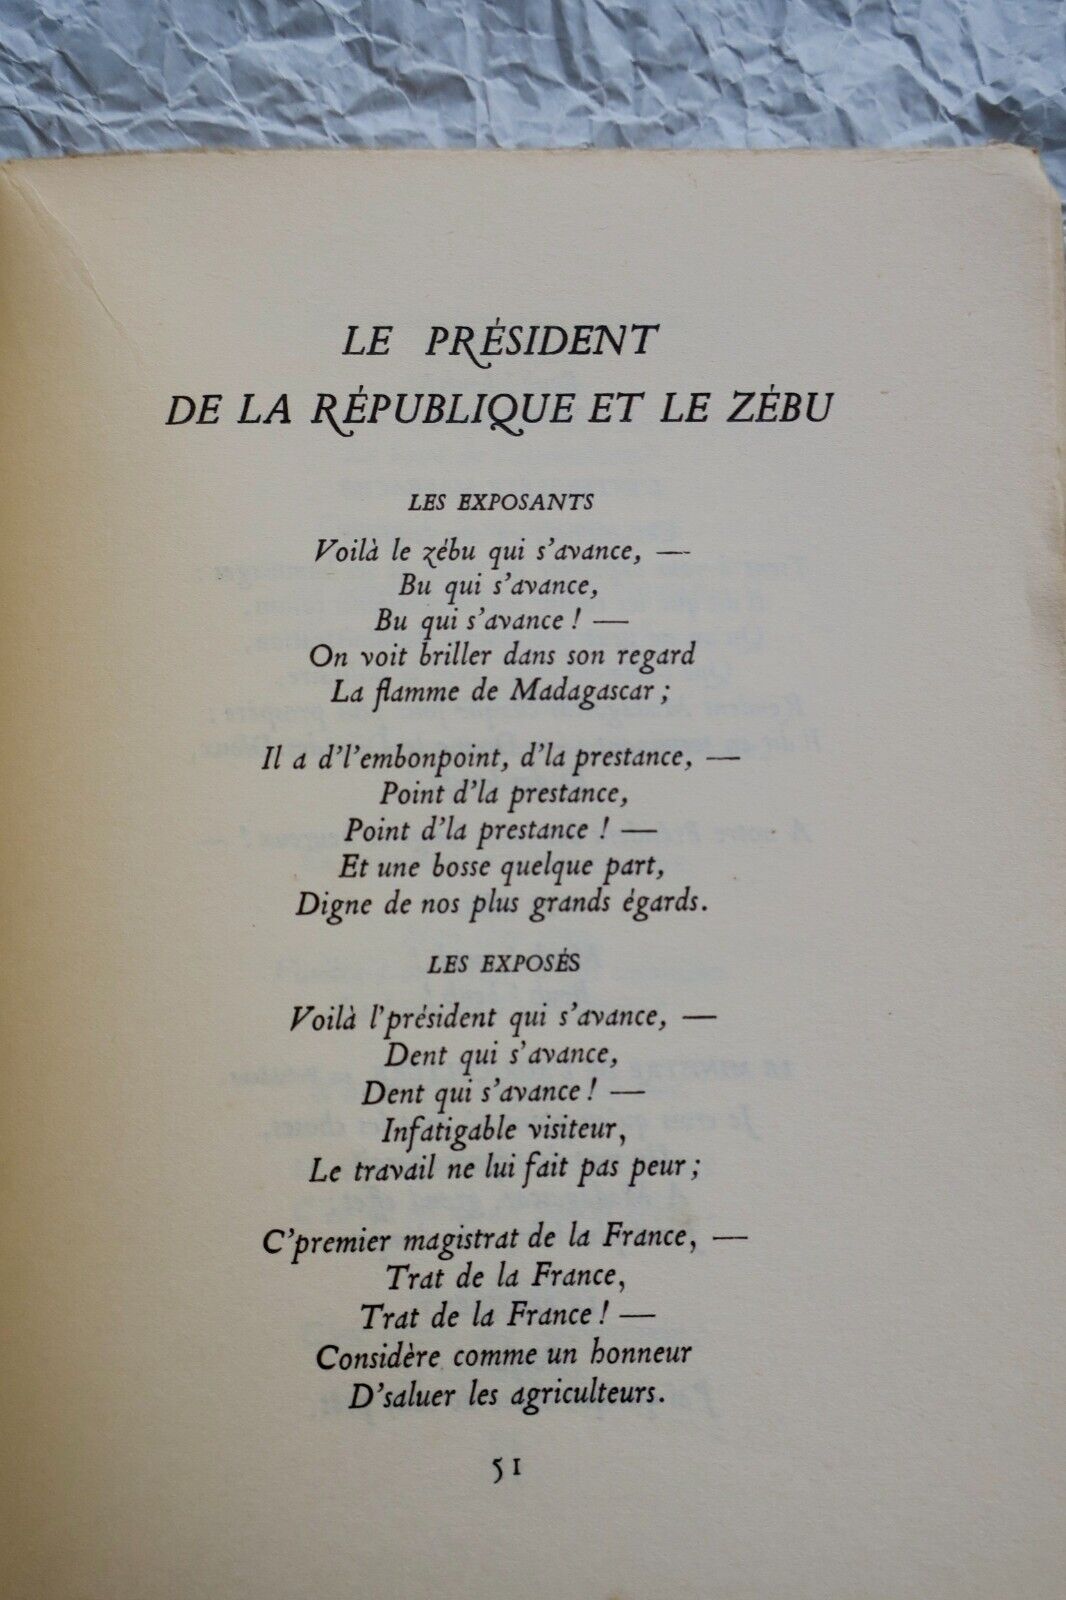 LE PRÉSIDENT
DE LA RÉPUBLIQUE ET LE ZÉBU
LES EXPOSANTS
Voilà le zébu qui s'avance, —
Bu qui s'avance,
Bu qui s'avance ! —
On voit briller dans son regard
La flamme de Madagascar ;
Il a d'l'embonpoint, d'la prestance, —
Point d'la prestance,
Point d'la prestance ! —
Et une bosse quelque part,
Digne de nos plus grands égards.
LES EXPOSÉS
Voilà l'président qui s'avance, —
Dent qui s'avance,
Dent qui s'avance ! —
Infatigable visiteur,
Le travail ne lui fait pas peur ;
C'premier magistrat de la France, —
Trat de la France,
Trat de la France ! —
Considère comme un honneur
D'saluer les agriculteurs.
51